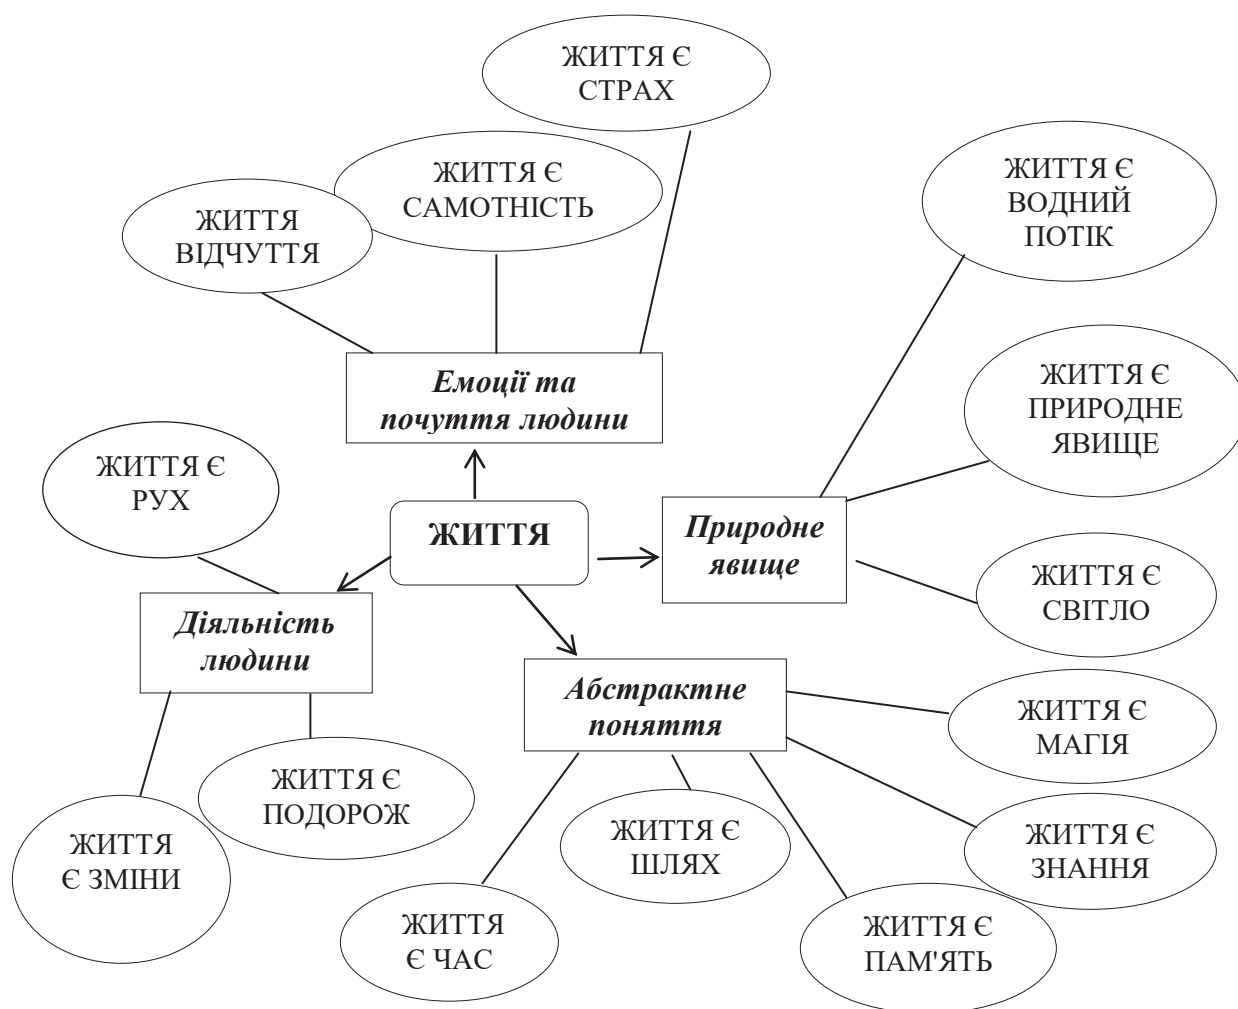 ЖИТТЯ Є
СТРАХ
ЖИТТЯ Є
САМОТНІСТЬ
ЖИТТЯ
ВІДЧУТТЯ
ЖИТТЯ Є
ВОДНИЙ
ПОТІК
Емоції та
почуття людини
ЖИТТЯ Є
ПРИРОДНЕ
ЯВИЩЕ
ЖИТТЯ Є
РУХ
ЖИТТЯ
Природне
явище
ЖИТТЯ Є
СВІТЛО
Діяльність
людини
Абстрактне
поняття
ЖИТТЯ Є
МАГІЯ
ЖИТТЯ Є
ПОДОРОЖ
ЖИТТЯ
Є ЗМІНИ
ЖИТТЯ Є
ШЛЯХ
ЖИТТЯ Є
ЗНАННЯ
ЖИТТЯ
Є ЧАС
ЖИТТЯ Є
ПАМ'ЯТЬ